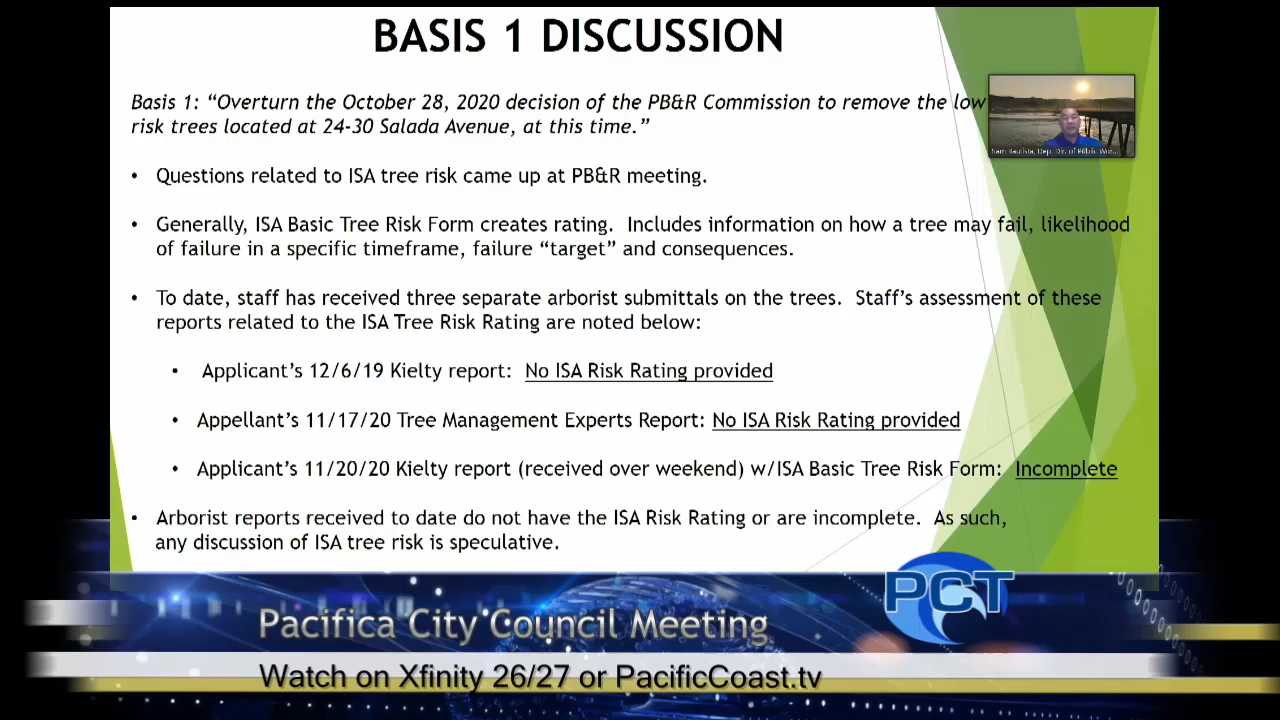 BASIS 1 DISCUSSION
Basis 1: “Overturn the October 28, 2020 decision of the PB&R Commission to remove the low
risk trees located at 24-30 Salada Avenue, at this time.”
Sam Bautista, Dep. Dir. of Public Wor...
• Questions related to ISA tree risk came up at PB&R meeting.
• Generally, ISA Basic Tree Risk Form creates rating.  Includes information on how a tree may fail, likelihood
of failure in a specific timeframe, failure “target” and consequences.
• To date, staff has received three separate arborist submittals on the trees.  Staff’s assessment of these
reports related to the ISA Tree Risk Rating are noted below:
• Applicant’s 12/6/19 Kielty report:  No ISA Risk Rating provided
• Appellant’s 11/17/20 Tree Management Experts Report: No ISA Risk Rating provided
• Applicant’s 11/20/20 Kielty report (received over weekend) w/ISA Basic Tree Risk Form:  Incomplete
• Arborist reports received to date do not have the ISA Risk Rating or are incomplete.  As such,
any discussion of ISA tree risk is speculative.
PCT
Pacifica City Council Meeting
Watch on Xfinity 26/27 or PacificCoast.tv